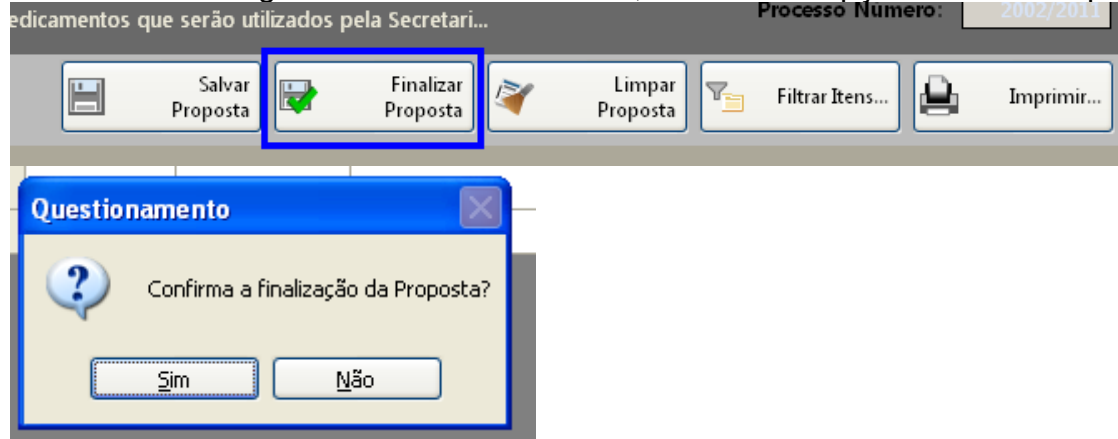 edicamentos que serão utilizados pela Secretari...
Processo Número:
2002/2011
Salvar
Proposta
Finalizar
Proposta
Limpar
Proposta
Filtrar Itens...
Imprimir...
Questionamento
Confirma a finalização da Proposta?
Sim
Não